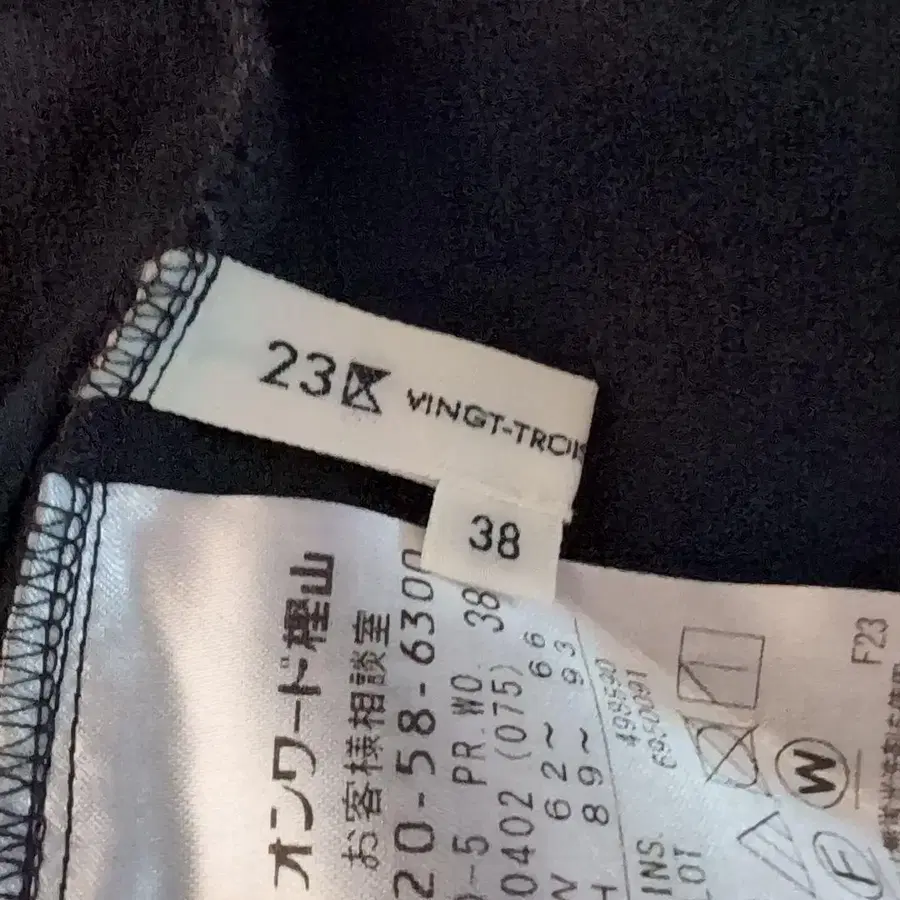 23区 VINGT-TROIS
38
オンワード樫山
お客様相談室
20-58-6300
-5 PR.WO. 38
0402 (075)
W 62~66
H 89~93
INS.
LOT
W
F
F23